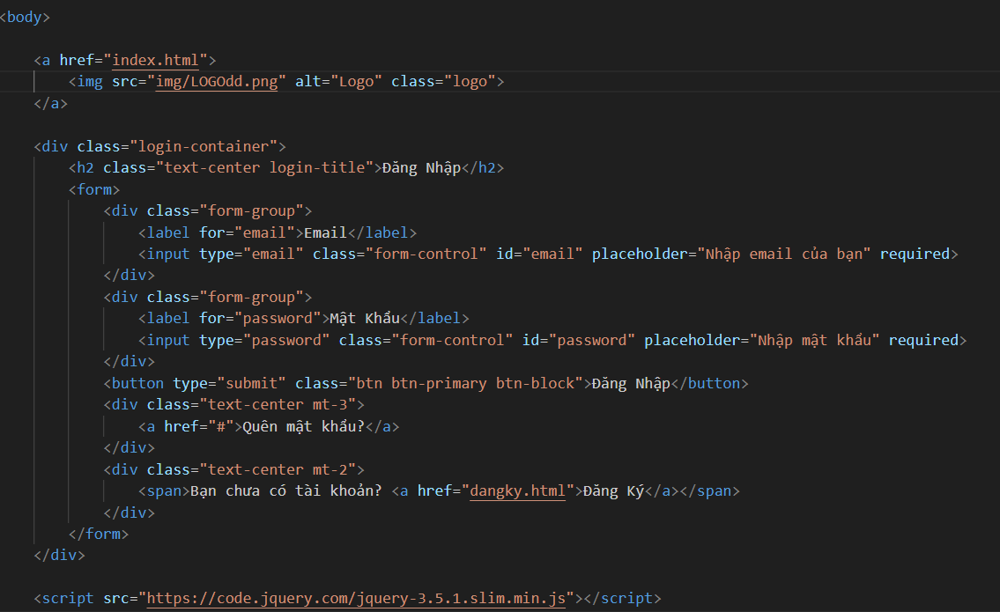 <body>
<a href="index.html">
<img src="img/LOGOdd.png" alt="Logo" class="logo">
</a>
<div class="login-container">
<h2 class="text-center login-title">Đăng Nhập</h2>
<form>
<div class="form-group">
<label for="email">Email</label>
<input type="email" class="form-control" id="email" placeholder="Nhập email của bạn" required>
</div>
<div class="form-group">
<label for="password">Mật Khẩu</label>
<input type="password" class="form-control" id="password" placeholder="Nhập mật khẩu" required>
</div>
<button type="submit" class="btn btn-primary btn-block">Đăng Nhập</button>
<div class="text-center mt-3">
<a href="#">Quên mật khẩu?</a>
</div>
<div class="text-center mt-2">
<span>Bạn chưa có tài khoản? <a href="dangky.html">Đăng Ký</a></span>
</div>
</form>
</div>
<script src="https://code.jquery.com/jquery-3.5.1.slim.min.js"></script>